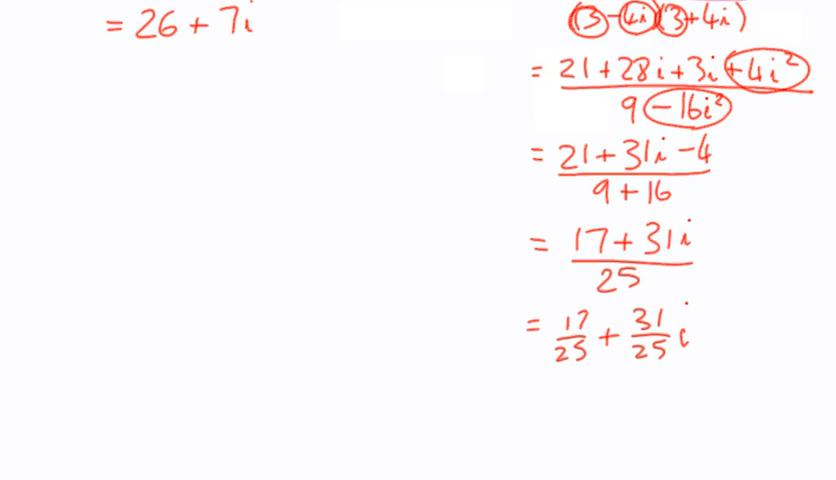 = 26 + 7i
(3-4i)(3+4i)
= 21+28i+3i+4i²
9-16i²
= 21+31i-4
9+16
= 17+31i
25
= 17/25 + 31/25 i